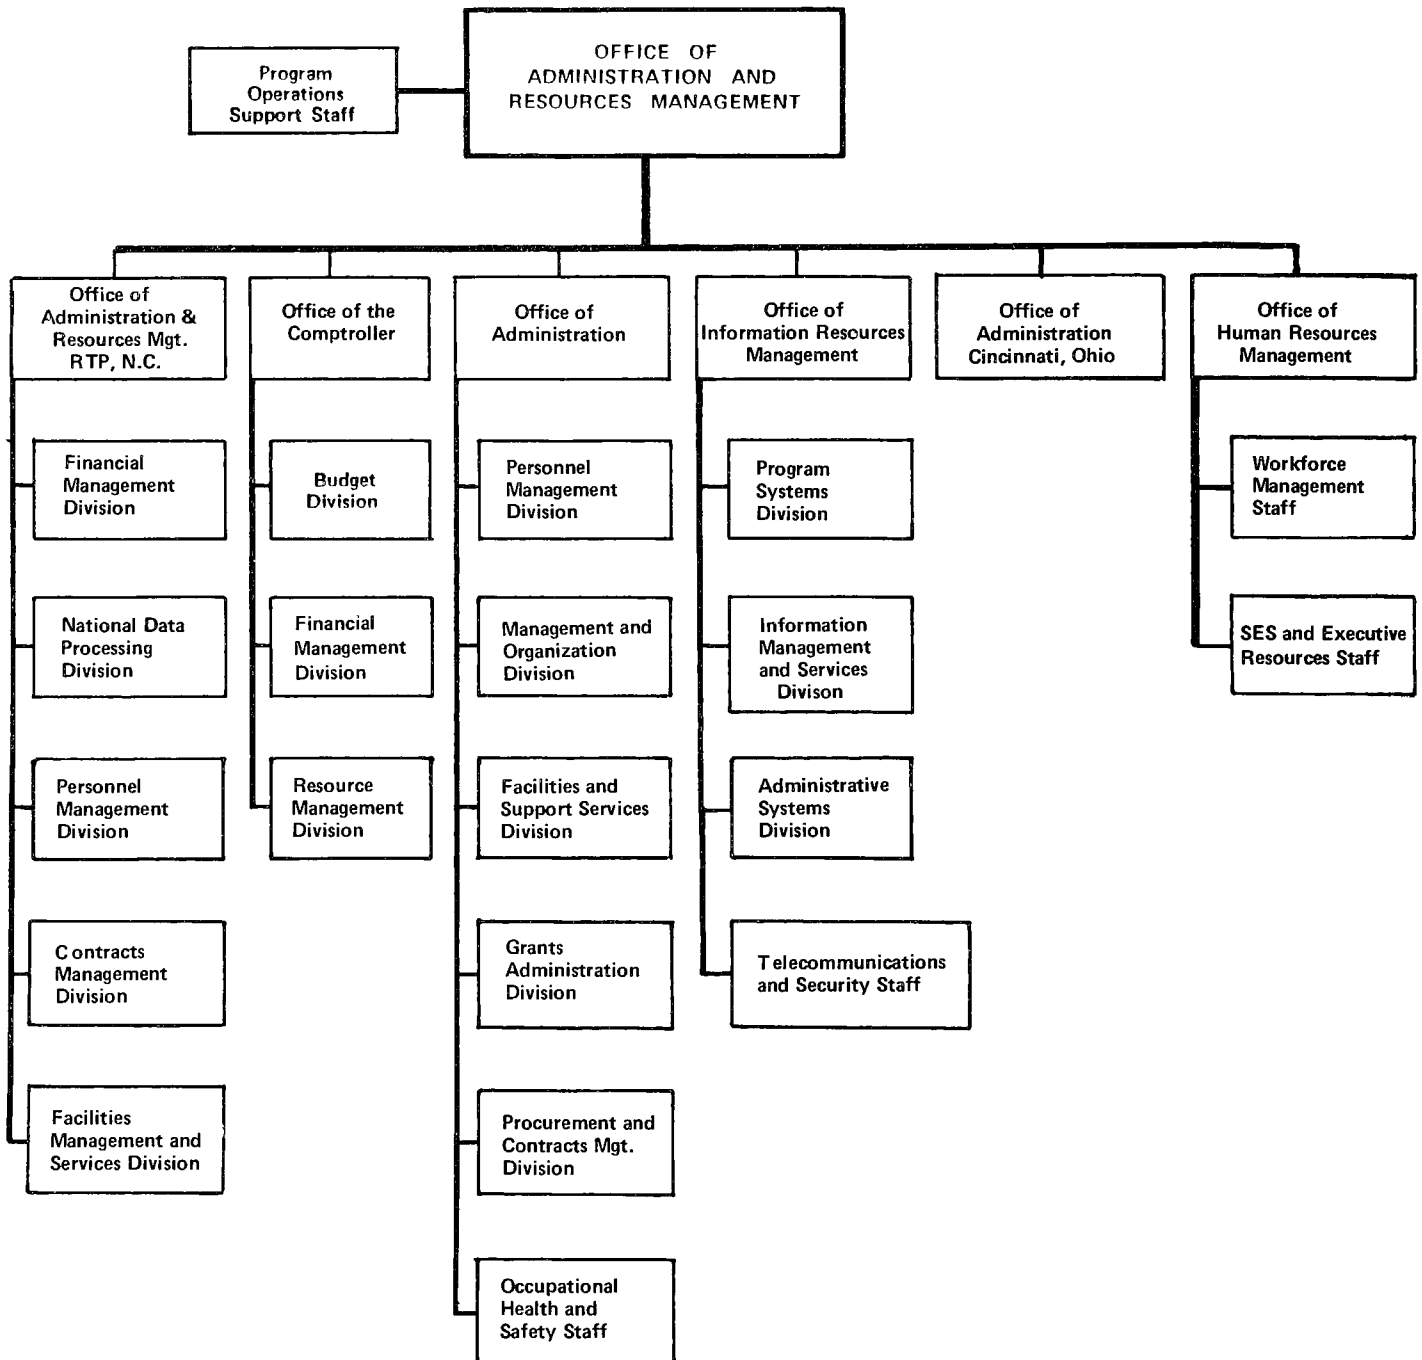 OFFICE OF
ADMINISTRATION AND
RESOURCES MANAGEMENT
Program
Operations
Support Staff
Office of
Administration &
Resources Mgt.
RTP, N.C.
Financial
Management
Division
National Data
Processing
Division
Personnel
Management
Division
Contracts
Management
Division
Facilities
Management and
Services Division
Office of the
Comptroller
Budget
Division
Financial
Management
Division
Resource
Management
Division
Office of
Administration
Personnel
Management
Division
Management and
Organization
Division
Facilities and
Support Services
Division
Grants
Administration
Division
Procurement and
Contracts Mgt.
Division
Occupational
Health and
Safety Staff
Office of
Information Resources
Management
Program
Systems
Division
Information
Management
and Services
Divison
Administrative
Systems
Division
Telecommunications
and Security Staff
Office of
Administration
Cincinnati, Ohio
Office of
Human Resources
Management
Workforce
Management
Staff
SES and Executive
Resources Staff